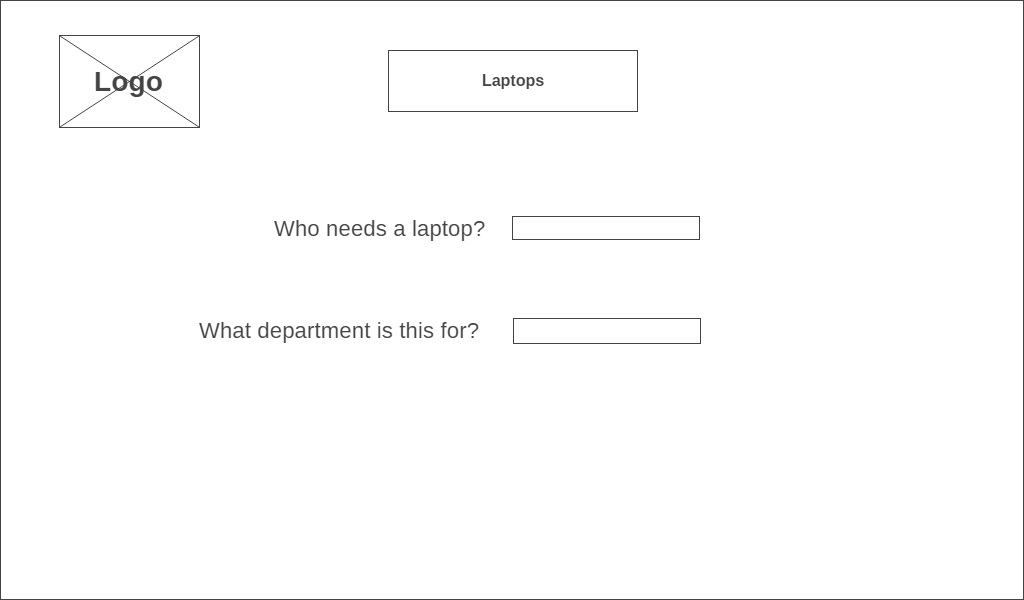 Logo
Laptops
Who needs a laptop?
What department is this for?